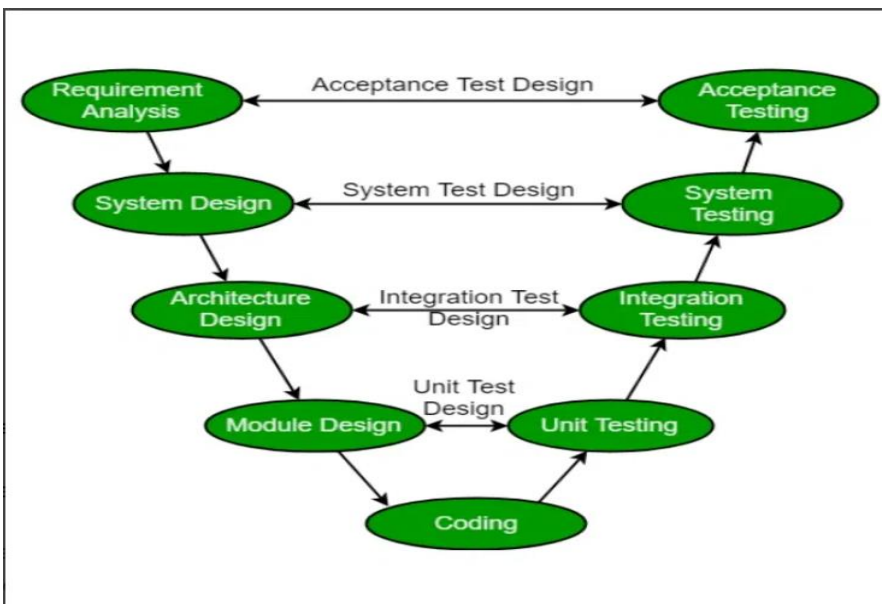 Requirement
Analysis
Acceptance Test Design
Acceptance
Testing
System Design
System Test Design
System
Testing
Architecture
Design
Integration Test
Design
Integration
Testing
Module Design
Unit Test
Design
Unit Testing
Coding